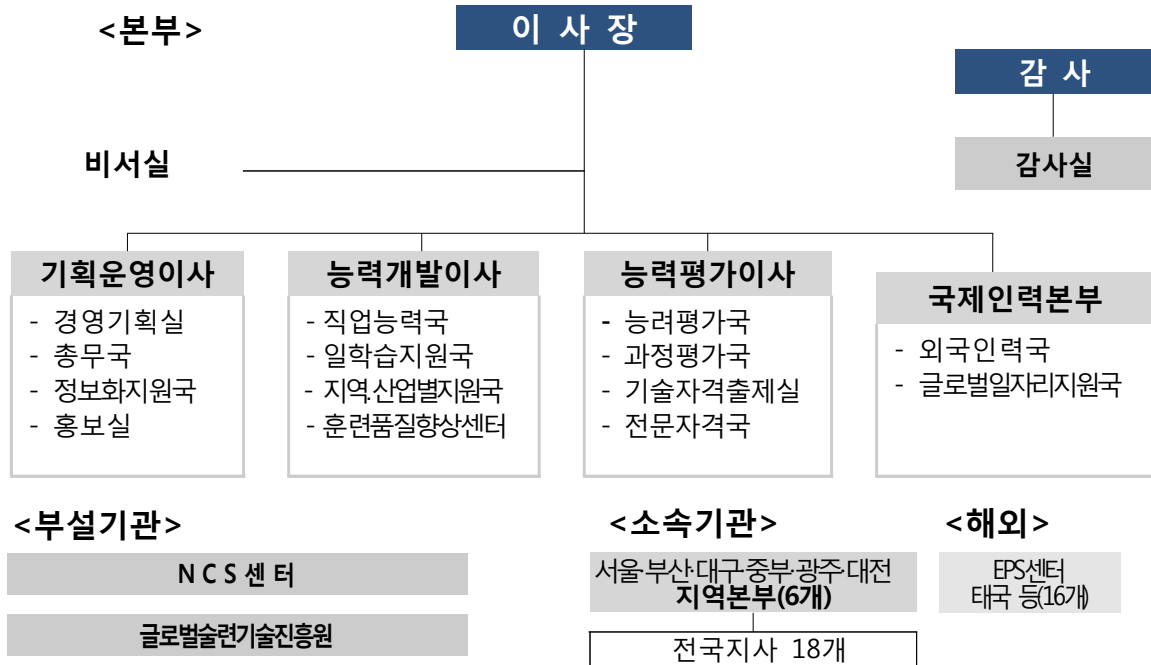 <본부>
이 사 장
감 사
비서실
감사실
기획운영이사
- 경영기획실
- 총무국
- 정보화지원국
- 홍보실
능력개발이사
- 직업능력국
- 일학습지원국
- 지역.산업별지원국
- 훈련품질향상센터
능력평가이사
- 능려평가국
- 과정평가국
- 기술자격출제실
- 전문자격국
국제인력본부
- 외국인력국
- 글로벌일자리지원국
<부설기관>
N C S 센 터
글로벌숙련기술진흥원
<소속기관>
서울·부산·대구·중부·광주·대전
지역본부(6개)
전국지사 18개
<해외>
EPS센터
태국 등(16개)